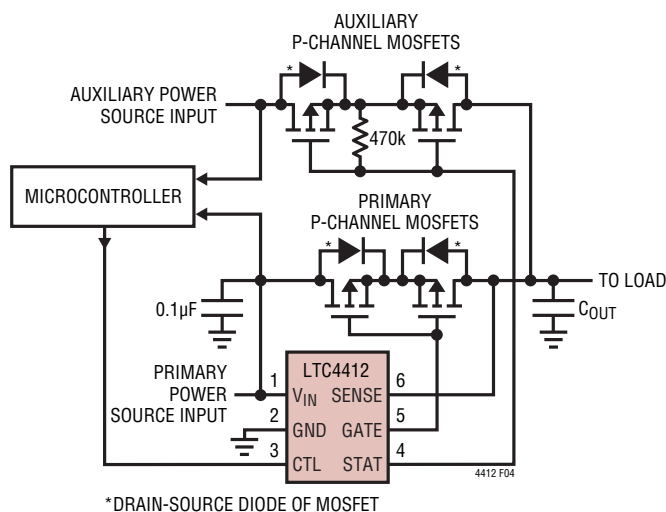 AUXILIARY
P-CHANNEL MOSFETS
*
*
AUXILIARY POWER
SOURCE INPUT
470k
MICROCONTROLLER
PRIMARY
P-CHANNEL MOSFETS
*
*
TO LOAD
0.1µF
COUT
PRIMARY
POWER
SOURCE INPUT
LTC4412
1
VIN
SENSE
6
2
GND
GATE
5
3
CTL
STAT
4
4412 F04
*DRAIN-SOURCE DIODE OF MOSFET